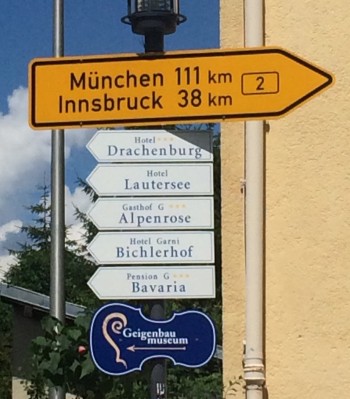 München 111 km
Innsbruck 38 km
2
Hotel ***
Drachenburg
Hotel
Lautersee
Gasthof G ***
Alpenrose
Hotel Garni
Bichlerhof
Pension G ***
Bavaria
Geigenbau
museum